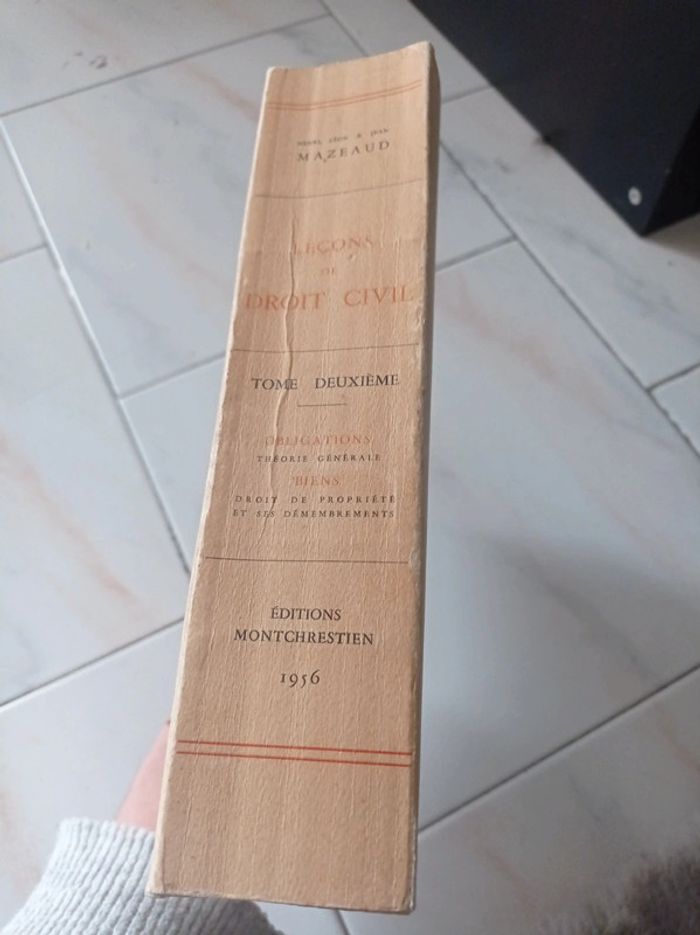 HENRI, LÉON & JEAN
MAZEAUD
LEÇONS
DE
DROIT CIVIL
TOME DEUXIÈME
OBLIGATIONS
THÉORIE GÉNÉRALE
BIENS
DROIT DE PROPRIÉTÉ
ET SES DÉMEMBREMENTS
ÉDITIONS
MONTCHRESTIEN
1956